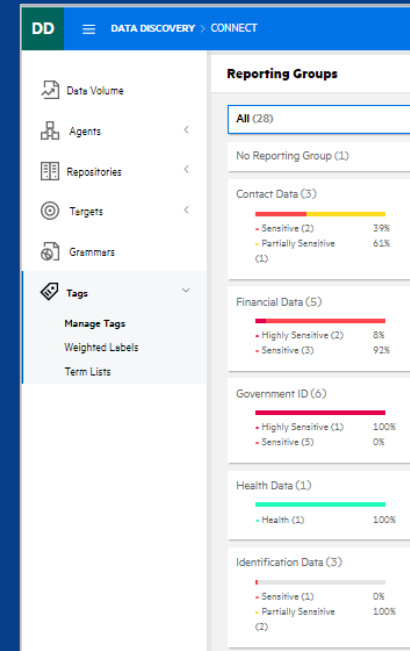 DD DATA DISCOVERY > CONNECT
Data Volume
Agents
Repositories
Targets
Grammars
Tags
Manage Tags
Weighted Labels
Term Lists
Reporting Groups
All (28)
No Reporting Group (1)
Contact Data (3)
Sensitive (2) 39%
Partially Sensitive 61%
(1)
Financial Data (5)
Highly Sensitive (2) 8%
Sensitive (3) 92%
Government ID (6)
Highly Sensitive (1) 100%
Sensitive (5) 0%
Health Data (1)
Health (1) 100%
Identification Data (3)
Sensitive (1) 0%
Partially Sensitive 100%
(2)